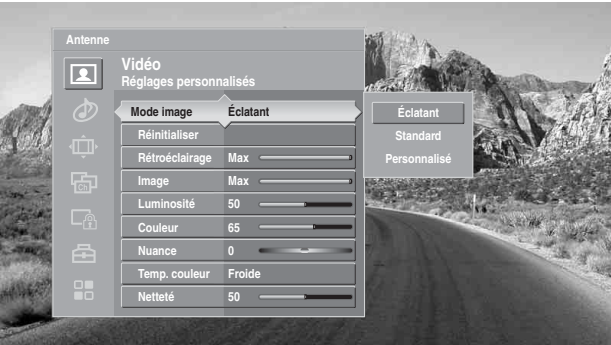 Antenne
Vidéo
Réglages personnalisés
Mode image Éclatant
Réinitialiser
Rétroéclairage Max
Image Max
Luminosité 50
Couleur 65
Nuance 0
Temp. couleur Froide
Netteté 50
Éclatant
Standard
Personnalisé
Ch